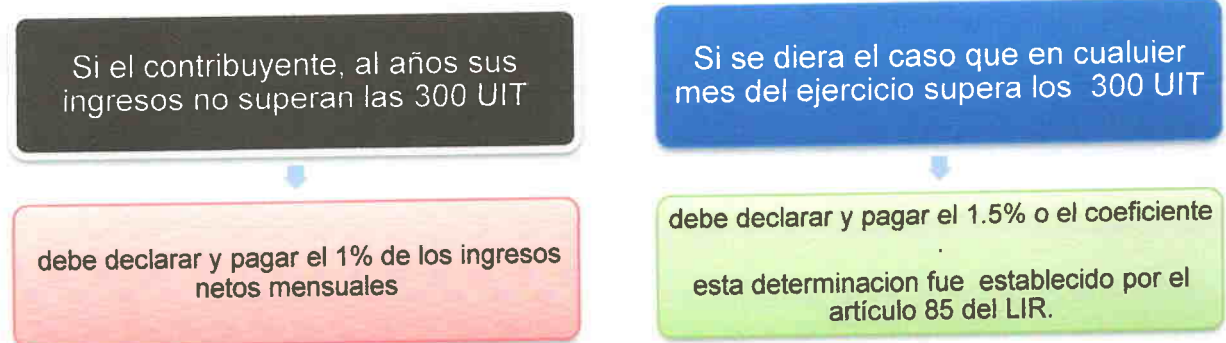 Si el contribuyente, al años sus
ingresos no superan las 300 UIT
debe declarar y pagar el 1% de los ingresos
netos mensuales
Si se diera el caso que en cualuier
mes del ejercicio supera los 300 UIT
debe declarar y pagar el 1.5% o el coeficiente
.
esta determinacion fue establecido por el
artículo 85 del LIR.